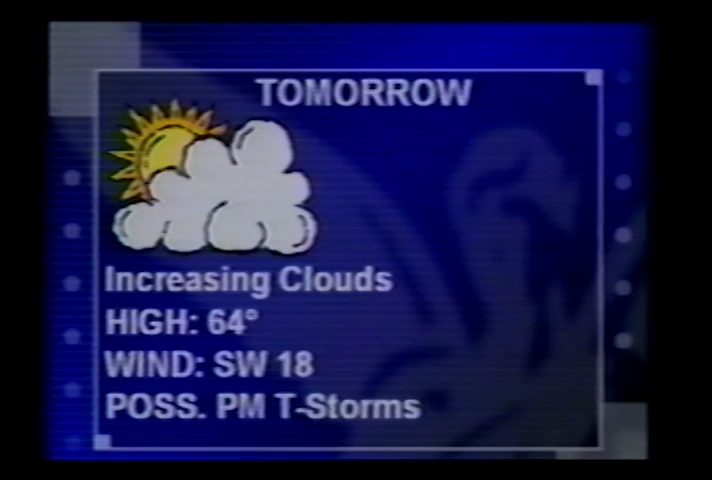 TOMORROW
Increasing Clouds
HIGH: 64°
WIND: SW 18
POSS. PM T-Storms